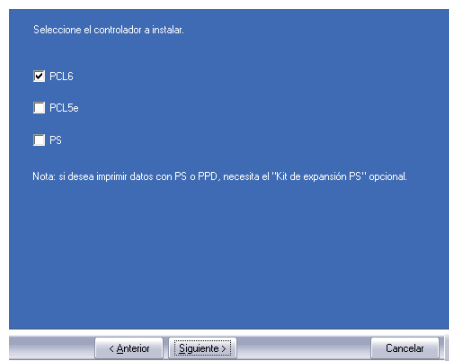 Seleccione el controlador a instalar.
PCL6
PCL5e
PS
Nota: si desea imprimir datos con PS o PPD, necesita el "Kit de expansión PS" opcional.
< Anterior
Siguiente >
Cancelar